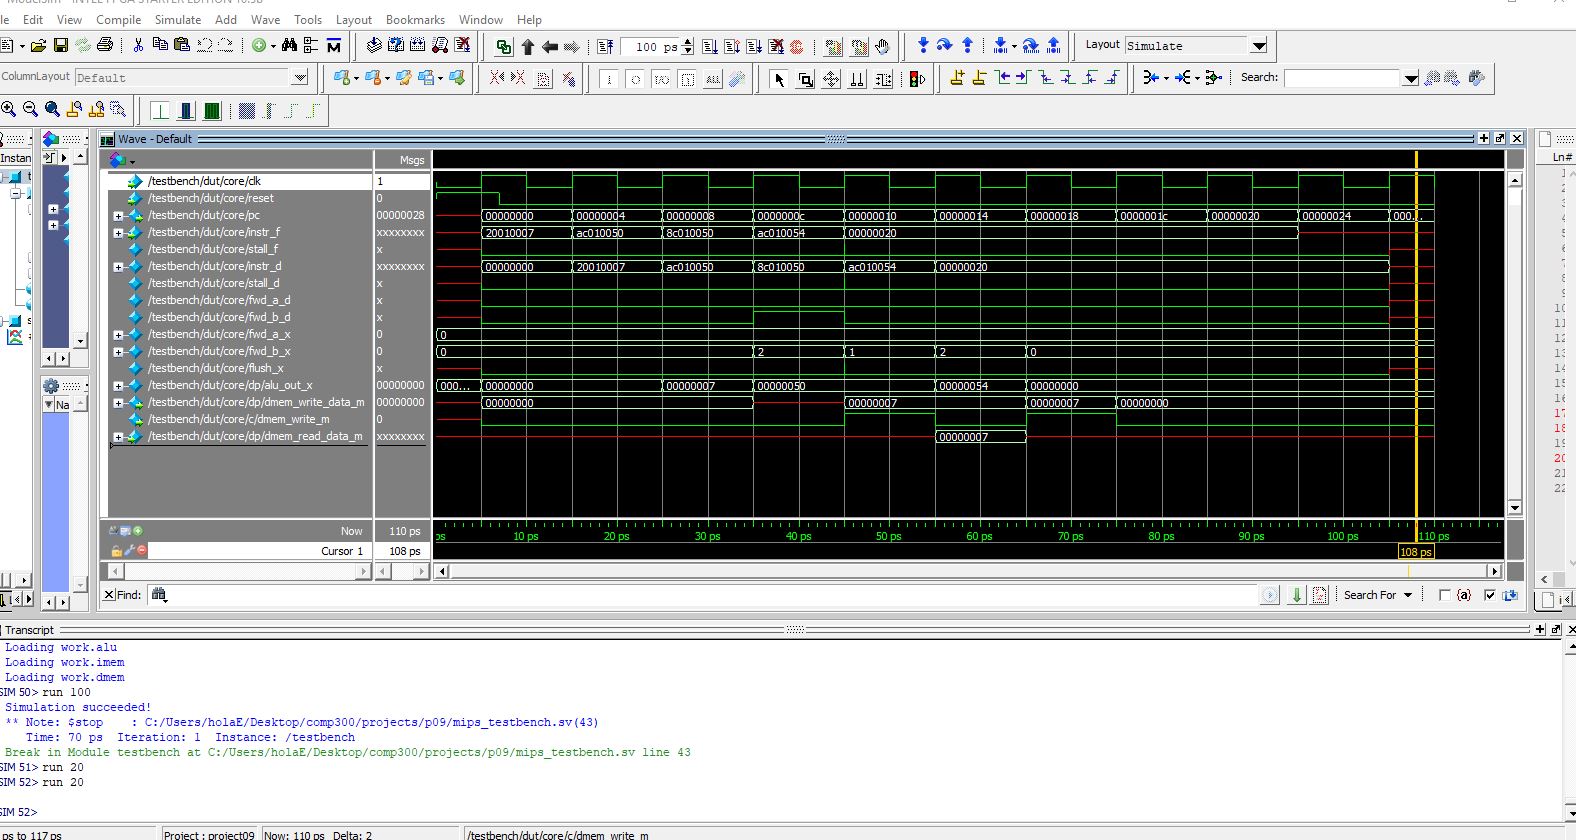 View Compile Simulate Add Wave Tools Layout Bookmarks Window Help
100 ps Layout Simulate
ColumnLayout Default Search:
Wave - Default
Instan Msgs Ln#
/testbench/dut/core/clk 1
/testbench/dut/core/reset 0
/testbench/dut/core/pc 00000028 00000000 00000004 00000008 0000000c 00000010 00000014 00000018 0000001c 00000020 00000024 000...
/testbench/dut/core/instr_f xxxxxxxx 20010007 ac010050 8c010050 ac010054 00000020
/testbench/dut/core/stall_f x
/testbench/dut/core/instr_d xxxxxxxx 00000000 20010007 ac010050 8c010050 ac010054 00000020
/testbench/dut/core/stall_d x
/testbench/dut/core/fwd_a_d x
/testbench/dut/core/fwd_b_d x
/testbench/dut/core/fwd_a_x 0 0
/testbench/dut/core/fwd_b_x 0 0 2 1 2 0
/testbench/dut/core/flush_x x
/testbench/dut/core/dp/alu_out_x 00000000 000... 00000000 00000007 00000050 00000054 00000000
/testbench/dut/core/dp/dmem_write_data_m 00000000 00000000 00000007 00000007 00000000
/testbench/dut/core/c/dmem_write_m 0
/testbench/dut/core/dp/dmem_read_data_m xxxxxxxx 00000007
Na
Now 110 ps ps 10 ps 20 ps 30 ps 40 ps 50 ps 60 ps 70 ps 80 ps 90 ps 100 ps 110 ps
Cursor 1 108 ps 108 ps
Find: Search For
Transcript
Loading work.alu
Loading work.imem
Loading work.dmem
SIM 50> run 100
Simulation succeeded!
** Note: $stop : C:/Users/holaE/Desktop/comp300/projects/p09/mips_testbench.sv(43)
Time: 70 ps Iteration: 1 Instance: /testbench
Break in Module testbench at C:/Users/holaE/Desktop/comp300/projects/p09/mips_testbench.sv line 43
SIM 51> run 20
SIM 52> run 20
SIM 52>
ps to 117 ps Project : project09 Now: 110 ps Delta: 2 /testbench/dut/core/c/dmem_write_m